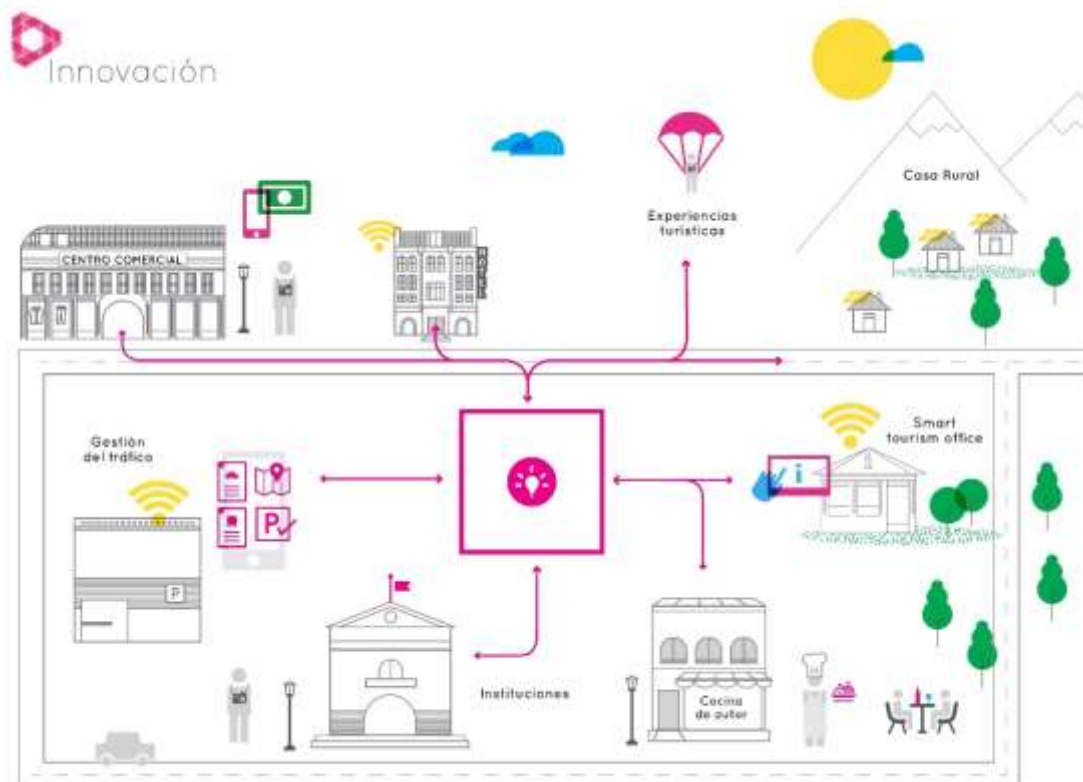 Innovación
Casa Rural
Experiencias
turísticas
CENTRO COMERCIAL
Gestión
del tráfico
Smart
tourism office
i
P
P
Instituciones
Cocina
de autor